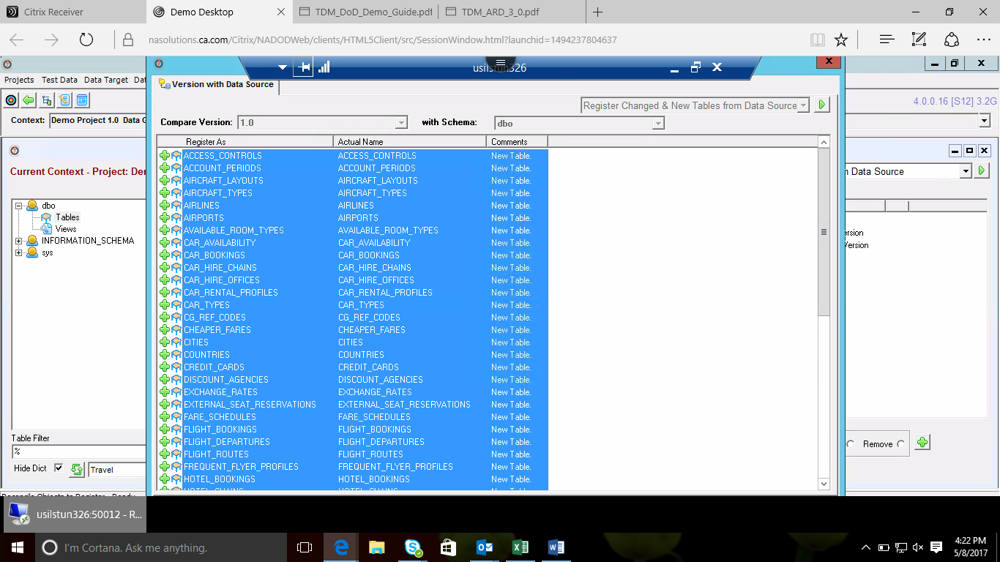 Citrix Receiver
Demo Desktop
TDM_DoD_Demo_Guide.pdf
TDM_ARD_3_0.pdf
nasolutions.ca.com/Citrix/NADODWeb/clients/HTML5Client/src/SessionWindow.html?launchid=1494237804637
usilstun326
Projects Test Data Data Target Dat
Version with Data Source
4.0.0.16 [S12] 3.2G
Register Changed & New Tables from Data Source
Context: Demo Project 1.0 Data G
Compare Version: 1.0 with Schema: dbo
Register As Actual Name Comments
ACCESS_CONTROLS ACCESS_CONTROLS New Table.
ACCOUNT_PERIODS ACCOUNT_PERIODS New Table.
AIRCRAFT_LAYOUTS AIRCRAFT_LAYOUTS New Table.
AIRCRAFT_TYPES AIRCRAFT_TYPES New Table.
AIRLINES AIRLINES New Table.
AIRPORTS AIRPORTS New Table.
AVAILABLE_ROOM_TYPES AVAILABLE_ROOM_TYPES New Table.
CAR_AVAILABILITY CAR_AVAILABILITY New Table.
CAR_BOOKINGS CAR_BOOKINGS New Table.
CAR_HIRE_CHAINS CAR_HIRE_CHAINS New Table.
CAR_HIRE_OFFICES CAR_HIRE_OFFICES New Table.
CAR_RENTAL_PROFILES CAR_RENTAL_PROFILES New Table.
CAR_TYPES CAR_TYPES New Table.
CG_REF_CODES CG_REF_CODES New Table.
CHEAPER_FARES CHEAPER_FARES New Table.
CITIES CITIES New Table.
COUNTRIES COUNTRIES New Table.
CREDIT_CARDS CREDIT_CARDS New Table.
DISCOUNT_AGENCIES DISCOUNT_AGENCIES New Table.
EXCHANGE_RATES EXCHANGE_RATES New Table.
EXTERNAL_SEAT_RESERVATIONS EXTERNAL_SEAT_RESERVATIONS New Table.
FARE_SCHEDULES FARE_SCHEDULES New Table.
FLIGHT_BOOKINGS FLIGHT_BOOKINGS New Table.
FLIGHT_DEPARTURES FLIGHT_DEPARTURES New Table.
FLIGHT_ROUTES FLIGHT_ROUTES New Table.
FREQUENT_FLYER_PROFILES FREQUENT_FLYER_PROFILES New Table.
HOTEL_BOOKINGS HOTEL_BOOKINGS New Table.
Current Context - Project: Der
dbo
Tables
Views
INFORMATION_SCHEMA
sys
Table Filter
%
Hide Dict Travel
n Data Source
ersion
Version
Remove
usilstun326:50012 - R...
I'm Cortana. Ask me anything.
4:22 PM
5/8/2017